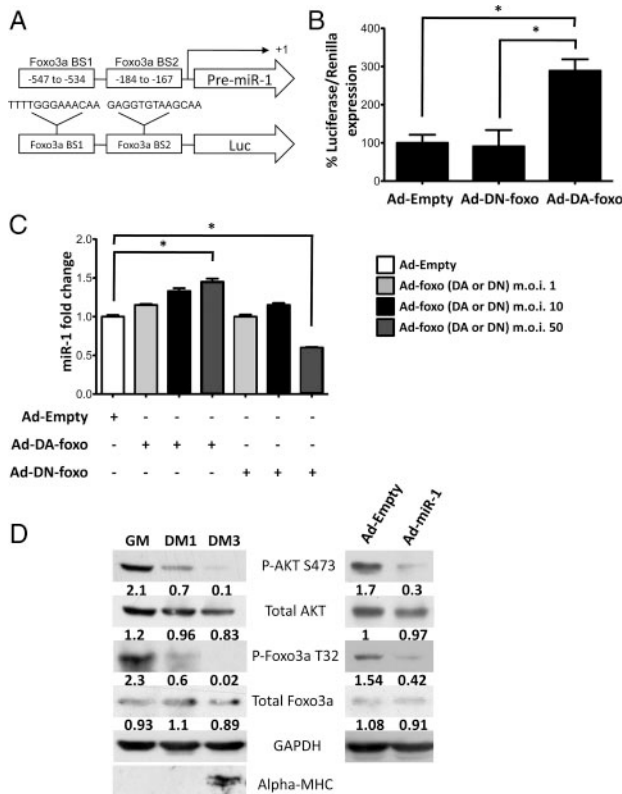 A
Foxo3a BS1 Foxo3a BS2 +1
-547 to -534 -184 to -167 Pre-miR-1
TTTTGGGAAACAA GAGGTGTAAGCAA
Foxo3a BS1 Foxo3a BS2 Luc
B
% Luciferase/Renilla
expression
* 
*
400
300
200
100
0
Ad-Empty Ad-DN-foxo Ad-DA-foxo
C
miR-1 fold change
*
*
2.0
1.5
1.0
0.5
0.0
Ad-Empty + - - - - - -
Ad-DA-foxo - + + + - - -
Ad-DN-foxo - - - - + + +
Ad-Empty
Ad-foxo (DA or DN) m.o.i. 1
Ad-foxo (DA or DN) m.o.i. 10
Ad-foxo (DA or DN) m.o.i. 50
D
GM DM1 DM3 Ad-Empty Ad-miR-1
P-AKT S473
2.1 0.7 0.1 1.7 0.3
Total AKT
1.2 0.96 0.83 1 0.97
P-Foxo3a T32
2.3 0.6 0.02 1.54 0.42
Total Foxo3a
0.93 1.1 0.89 1.08 0.91
GAPDH
Alpha-MHC